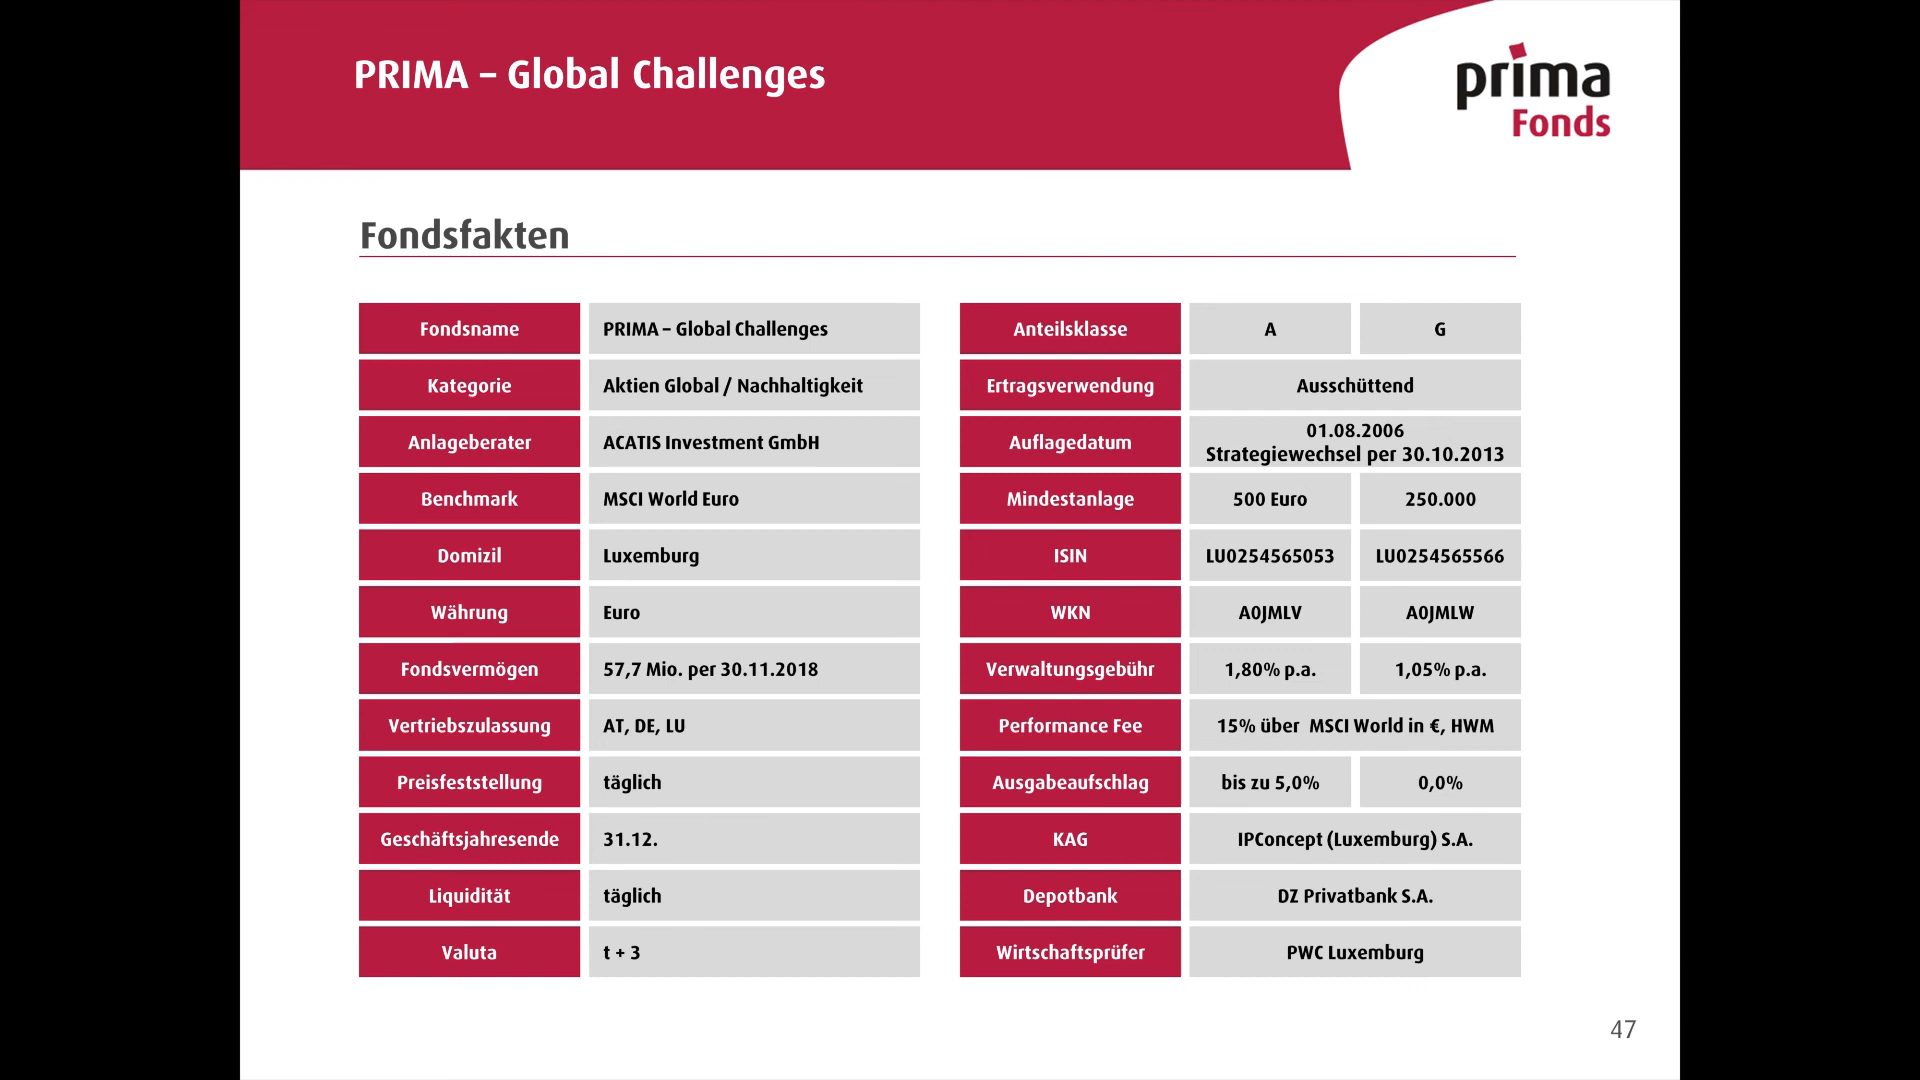 PRIMA – Global Challenges
prima
Fonds
Fondsfakten
Fondsname PRIMA – Global Challenges
Kategorie Aktien Global / Nachhaltigkeit
Anlageberater ACATIS Investment GmbH
Benchmark MSCI World Euro
Domizil Luxemburg
Währung Euro
Fondsvermögen 57,7 Mio. per 30.11.2018
Vertriebszulassung AT, DE, LU
Preisfeststellung täglich
Geschäftsjahresende 31.12.
Liquidität täglich
Valuta t + 3
Anteilsklasse A G
Ertragsverwendung Ausschüttend
Auflagedatum 01.08.2006
Strategiewechsel per 30.10.2013
Mindestanlage 500 Euro 250.000
ISIN LU0254565053 LU0254565566
WKN A0JMLV A0JMLW
Verwaltungsgebühr 1,80% p.a. 1,05% p.a.
Performance Fee 15% über MSCI World in €, HWM
Ausgabeaufschlag bis zu 5,0% 0,0%
KAG IPConcept (Luxemburg) S.A.
Depotbank DZ Privatbank S.A.
Wirtschaftsprüfer PWC Luxemburg
47